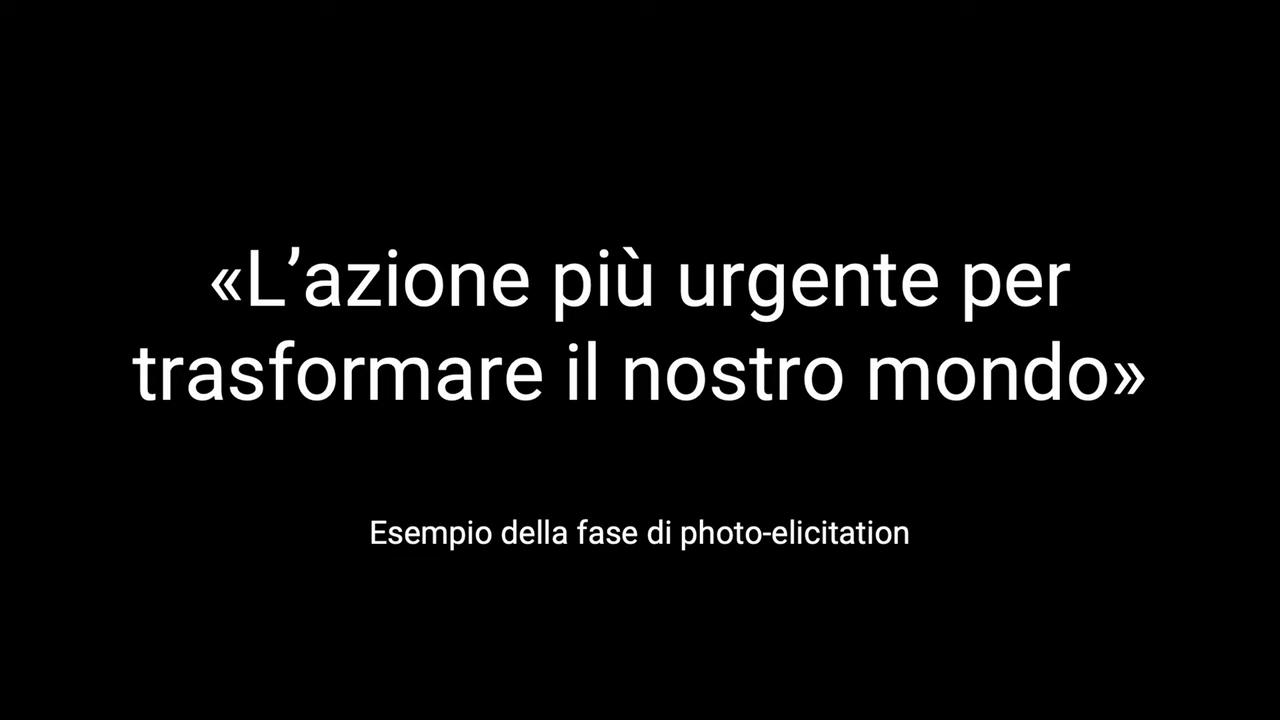 «L’azione più urgente per
trasformare il nostro mondo»
Esempio della fase di photo-elicitation